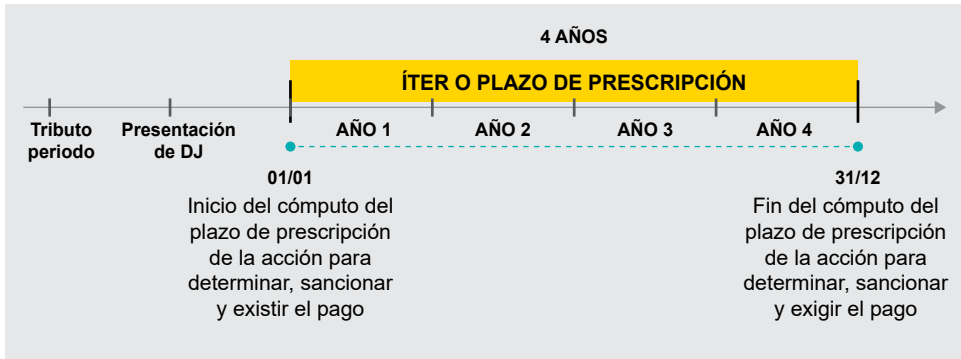 4 AÑOS
ÍTER O PLAZO DE PRESCRIPCIÓN
Tributo
periodo
Presentación
de DJ
AÑO 1
AÑO 2
AÑO 3
AÑO 4
01/01
Inicio del cómputo del
plazo de prescripción
de la acción para
determinar, sancionar
y existir el pago
31/12
Fin del cómputo del
plazo de prescripción
de la acción para
determinar, sancionar
y exigir el pago